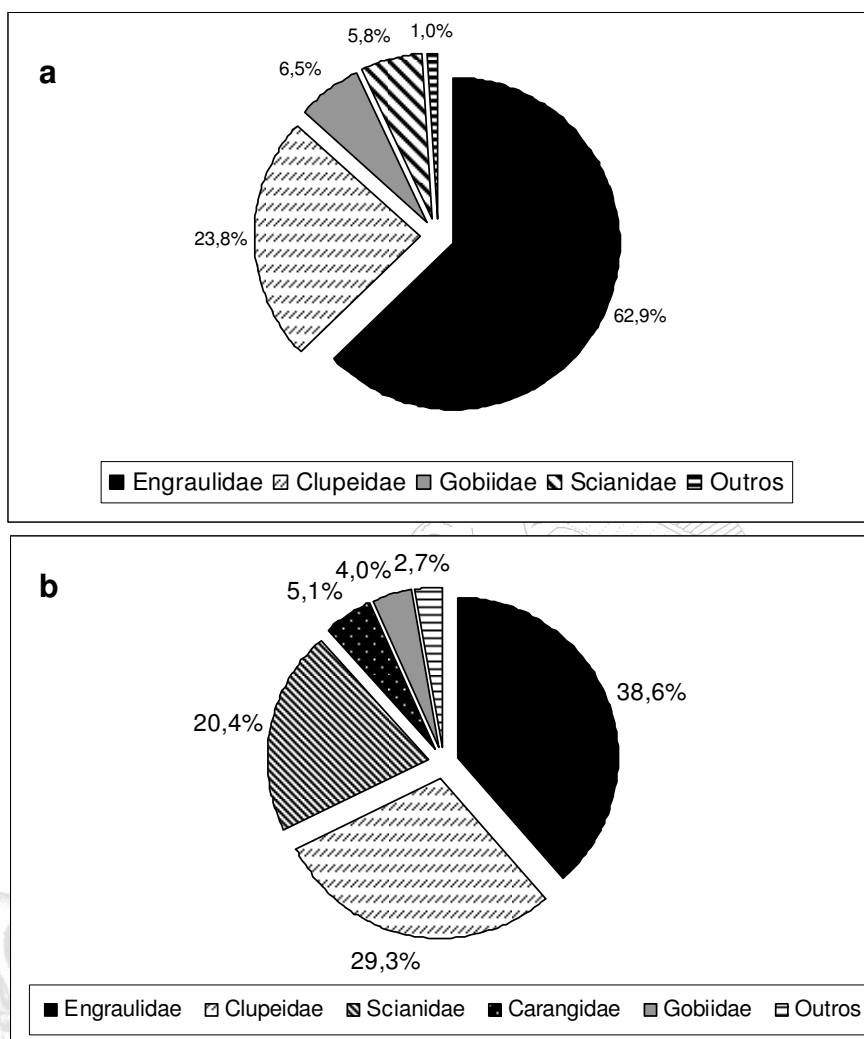 a
5,8%
1,0%
6,5%
23,8%
62,9%
Engraulidae Clupeidae Gobiidae Scianidae Outros
b
4,0%
2,7%
5,1%
38,6%
20,4%
29,3%
Engraulidae Clupeidae Scianidae Carangidae Gobiidae Outros